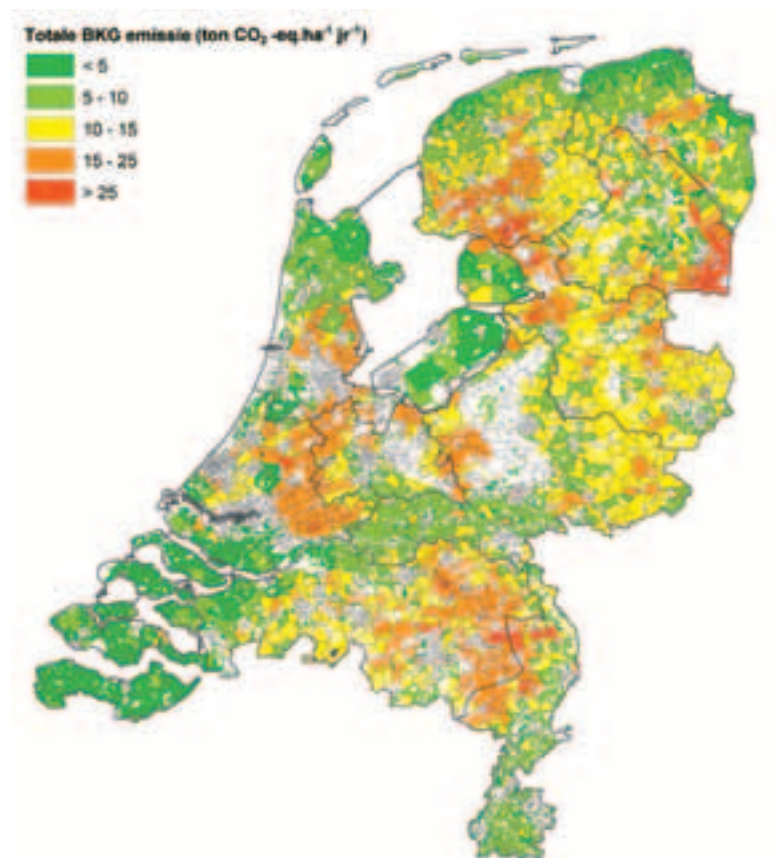 Totale BKG emissie (ton CO₂ -eq.ha⁻¹ jr⁻¹)
< 5
5 - 10
10 - 15
15 - 25
> 25